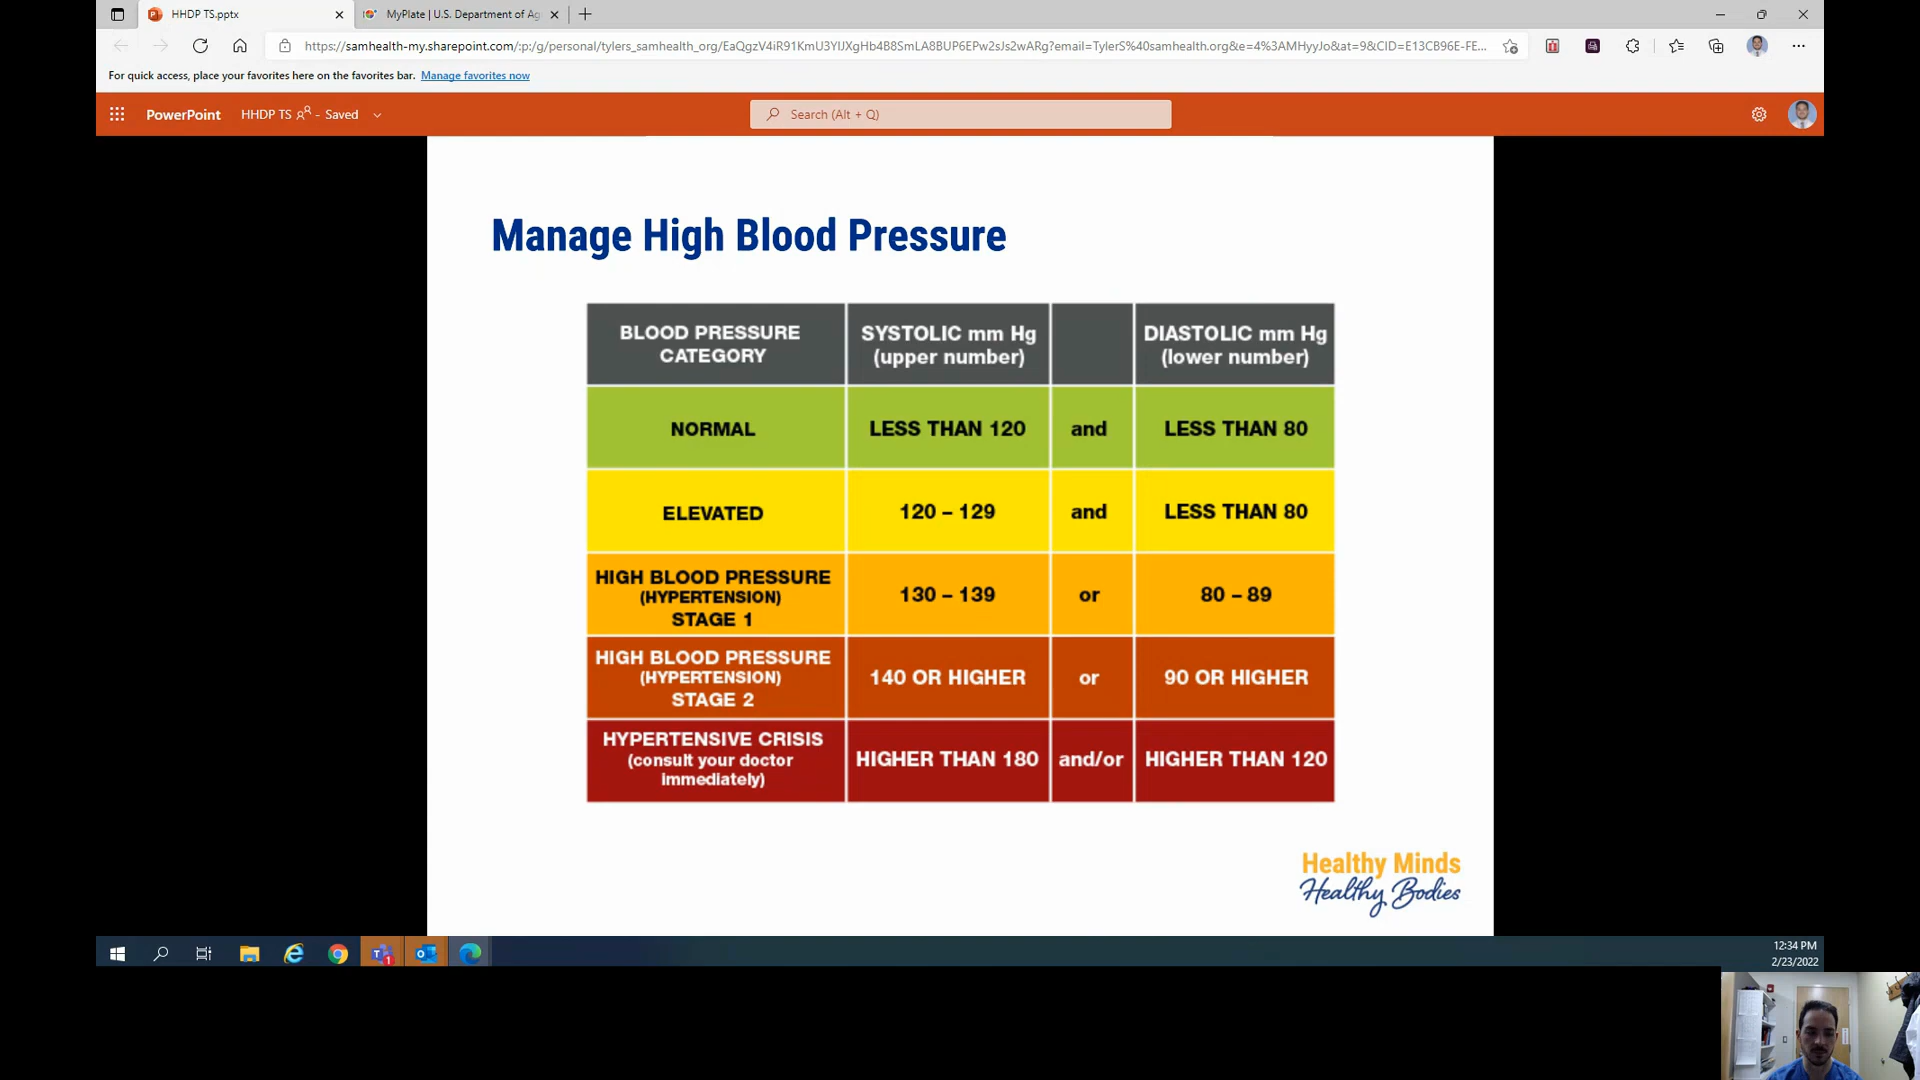 HHDP TS.pptx
MyPlate | U.S. Department of Ag
https://samhealth-my.sharepoint.com/:p:/g/personal/tylers_samhealth_org/EaQgzV4iR91KmU3YIJXgHb4B8SmLA8BUP6EPw2sJs2wARg?email=TylerS%40samhealth.org&e=4%3AMHyyJo&at=9&CID=E13CB96E-FE...
For quick access, place your favorites here on the favorites bar. Manage favorites now
PowerPoint HHDP TS - Saved
Search (Alt + Q)
Manage High Blood Pressure
BLOOD PRESSURE
CATEGORY
SYSTOLIC mm Hg
(upper number)
DIASTOLIC mm Hg
(lower number)
NORMAL LESS THAN 120 and LESS THAN 80
ELEVATED 120 – 129 and LESS THAN 80
HIGH BLOOD PRESSURE
(HYPERTENSION)
STAGE 1
130 – 139 or 80 – 89
HIGH BLOOD PRESSURE
(HYPERTENSION)
STAGE 2
140 OR HIGHER or 90 OR HIGHER
HYPERTENSIVE CRISIS
(consult your doctor
immediately)
HIGHER THAN 180 and/or HIGHER THAN 120
Healthy Minds
Healthy Bodies
1
12:34 PM
2/23/2022